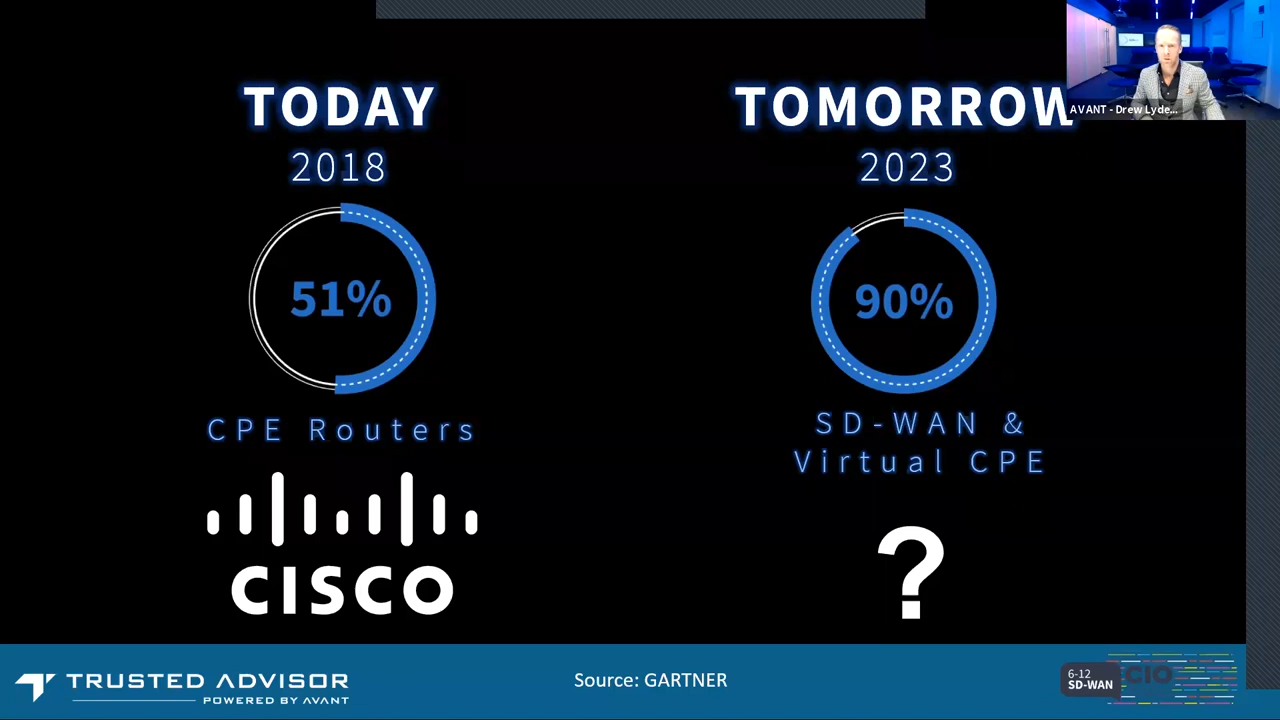 TODAY
2018
51%
CPE Routers
CISCO
TOMORROW
2023
90%
SD-WAN &
Virtual CPE
?
AVANT - Drew Lyde...
TRUSTED ADVISOR
POWERED BY AVANT
Source: GARTNER
6-12
SD-WAN
CIO